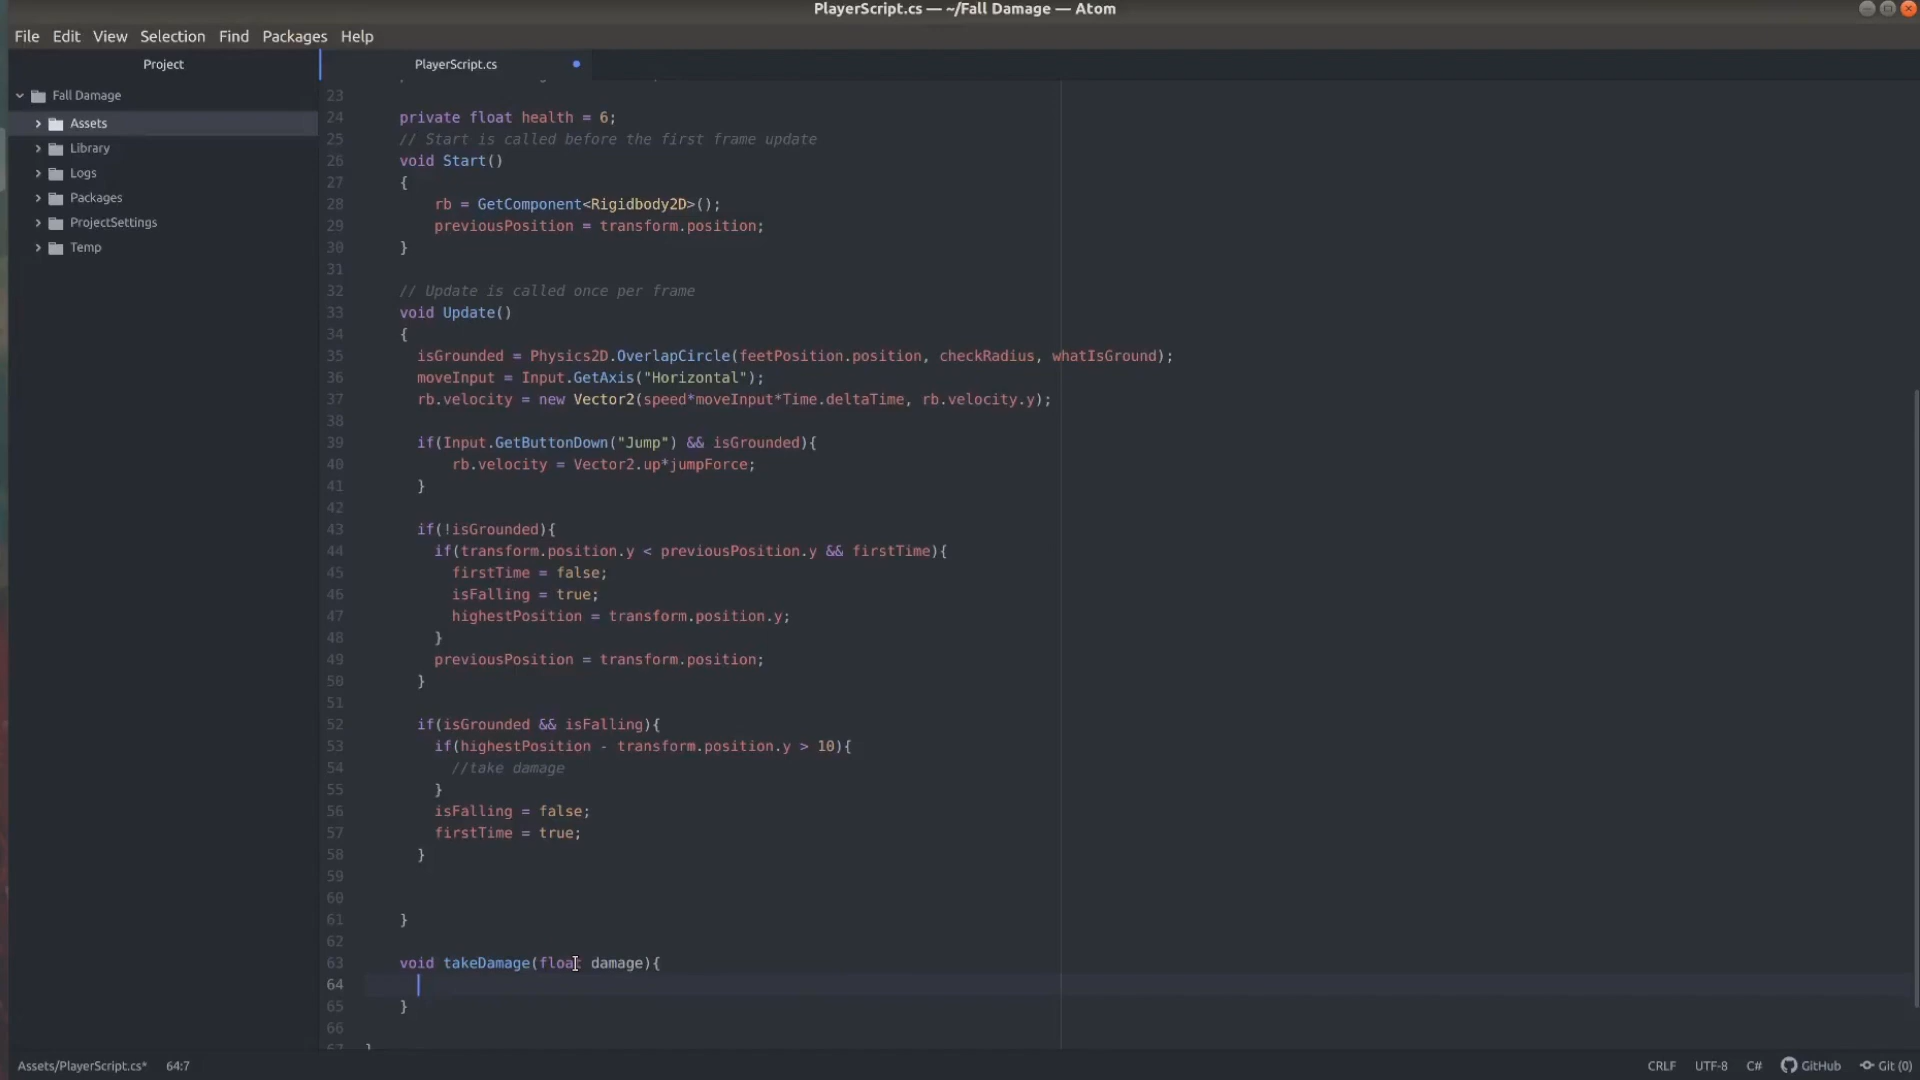 PlayerScript.cs — ~/Fall Damage — Atom
File Edit View Selection Find Packages Help
Project
PlayerScript.cs
Fall Damage
Assets
Library
Logs
Packages
ProjectSettings
Temp
23
24 private float health = 6;
25 // Start is called before the first frame update
26 void Start()
27 {
28 rb = GetComponent<Rigidbody2D>();
29 previousPosition = transform.position;
30 }
31
32 // Update is called once per frame
33 void Update()
34 {
35 isGrounded = Physics2D.OverlapCircle(feetPosition.position, checkRadius, whatIsGround);
36 moveInput = Input.GetAxis("Horizontal");
37 rb.velocity = new Vector2(speed*moveInput*Time.deltaTime, rb.velocity.y);
38
39 if(Input.GetButtonDown("Jump") && isGrounded){
40 rb.velocity = Vector2.up*jumpForce;
41 }
42
43 if(!isGrounded){
44 if(transform.position.y < previousPosition.y && firstTime){
45 firstTime = false;
46 isFalling = true;
47 highestPosition = transform.position.y;
48 }
49 previousPosition = transform.position;
50 }
51
52 if(isGrounded && isFalling){
53 if(highestPosition - transform.position.y > 10){
54 //take damage
55 }
56 isFalling = false;
57 firstTime = true;
58 }
59
60
61 }
62
63 void takeDamage(float damage){
64
65 }
66
67 }
Assets/PlayerScript.cs* 64:7 CRLF UTF-8 C# GitHub Git (0)